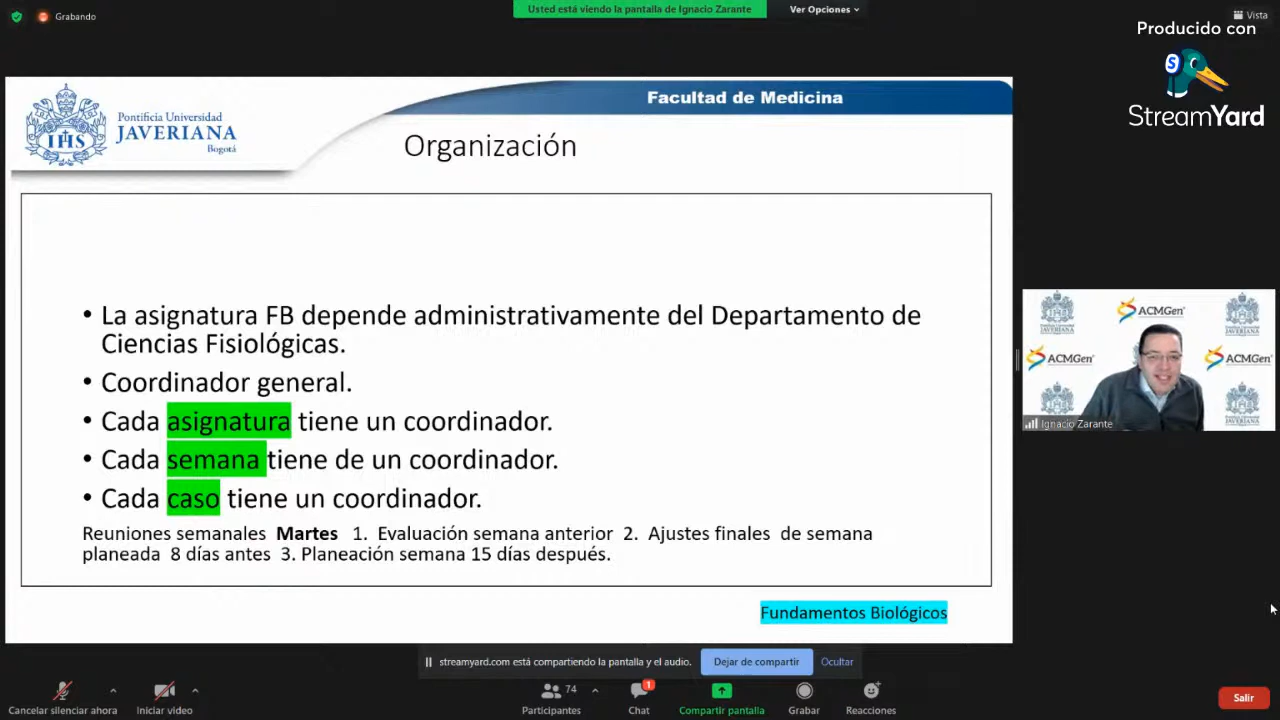 Grabando
Usted está viendo la pantalla de Ignacio Zarante
Ver Opciones
Vista
Producido con
StreamYard
Pontificia Universidad
JAVERIANA
Bogotá
IHS
Facultad de Medicina
Organización
• La asignatura FB depende administrativamente del Departamento de
Ciencias Fisiológicas.
• Coordinador general.
• Cada asignatura tiene un coordinador.
• Cada semana tiene de un coordinador.
• Cada caso tiene un coordinador.
Reuniones semanales Martes 1. Evaluación semana anterior 2. Ajustes finales de semana
planeada 8 días antes 3. Planeación semana 15 días después.
Fundamentos Biológicos
ACMGen
JAVERIANA
ACMGen
ACMGen
Ignacio Zarante
streamyard.com está compartiendo la pantalla y el audio.
Dejar de compartir
Ocultar
Cancelar silenciar ahora
Iniciar video
74
Participantes
1
Chat
Compartir pantalla
Grabar
Reacciones
Salir